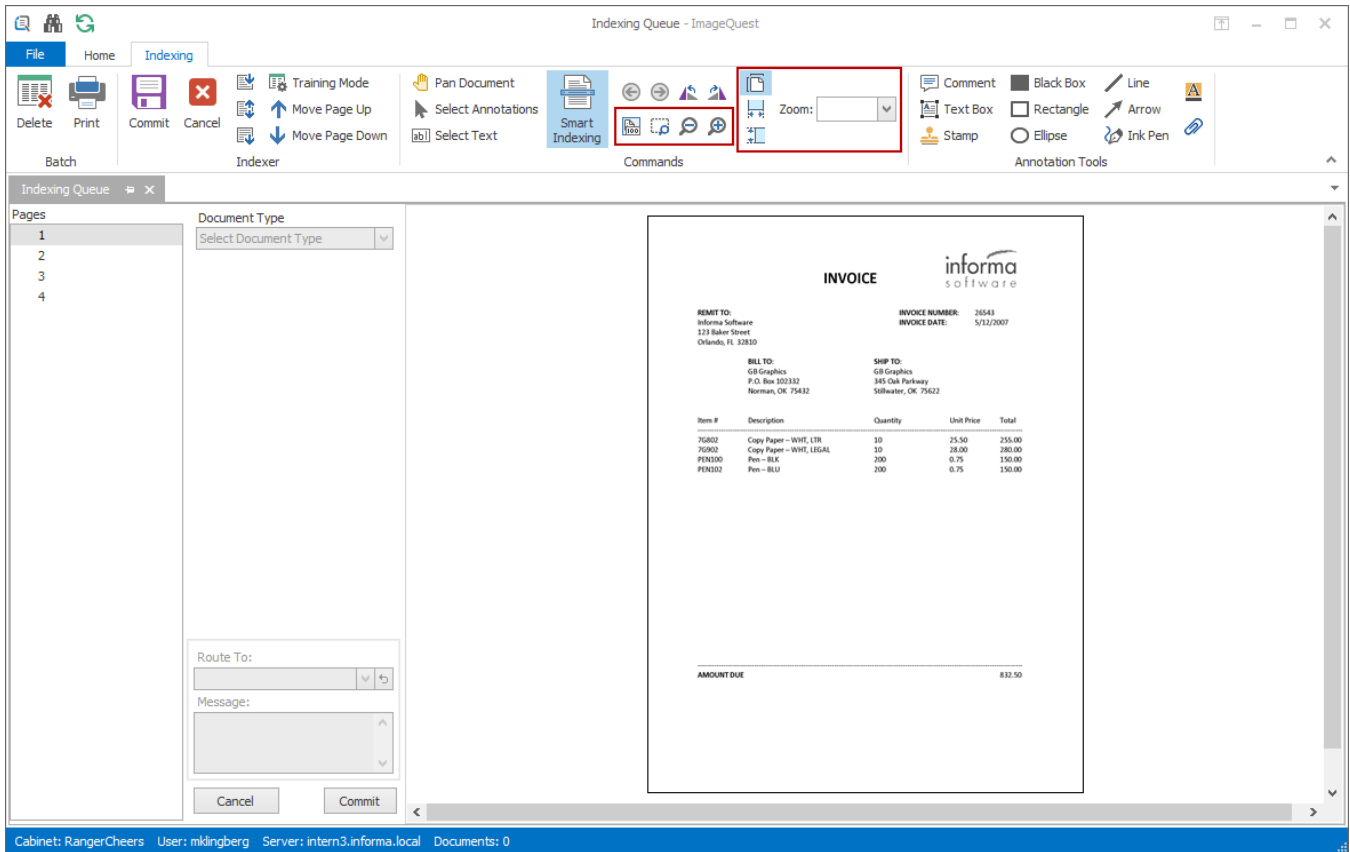 Indexing Queue - ImageQuest
File Home Indexing
Delete Print Commit Cancel Training Mode Move Page Up Move Page Down
Pan Document Select Annotations Select Text
Smart Indexing
100
Zoom:
Comment Text Box Stamp
Black Box Rectangle Ellipse
Line Arrow Ink Pen
A
Batch Indexer Commands Annotation Tools
Indexing Queue
Pages
1
2
3
4
Document Type
Select Document Type
Route To:
Message:
Cancel Commit
informa
software
INVOICE
REMIT TO:
Informa Software
123 Baker Street
Orlando, FL 32810
INVOICE NUMBER: 26543
INVOICE DATE: 5/12/2007
BILL TO:
GB Graphics
P.O. Box 102332
Norman, OK 75432
SHIP TO:
GB Graphics
345 Oak Parkway
Stillwater, OK 75622
Item # Description Quantity Unit Price Total
7G802 Copy Paper – WHT, LTR 10 25.50 255.00
7G902 Copy Paper – WHT, LEGAL 10 28.00 280.00
PEN100 Pen – BLK 200 0.75 150.00
PEN102 Pen – BLU 200 0.75 150.00
AMOUNT DUE 832.50
Cabinet: RangerCheers User: mklingberg Server: intern3.informa.local Documents: 0